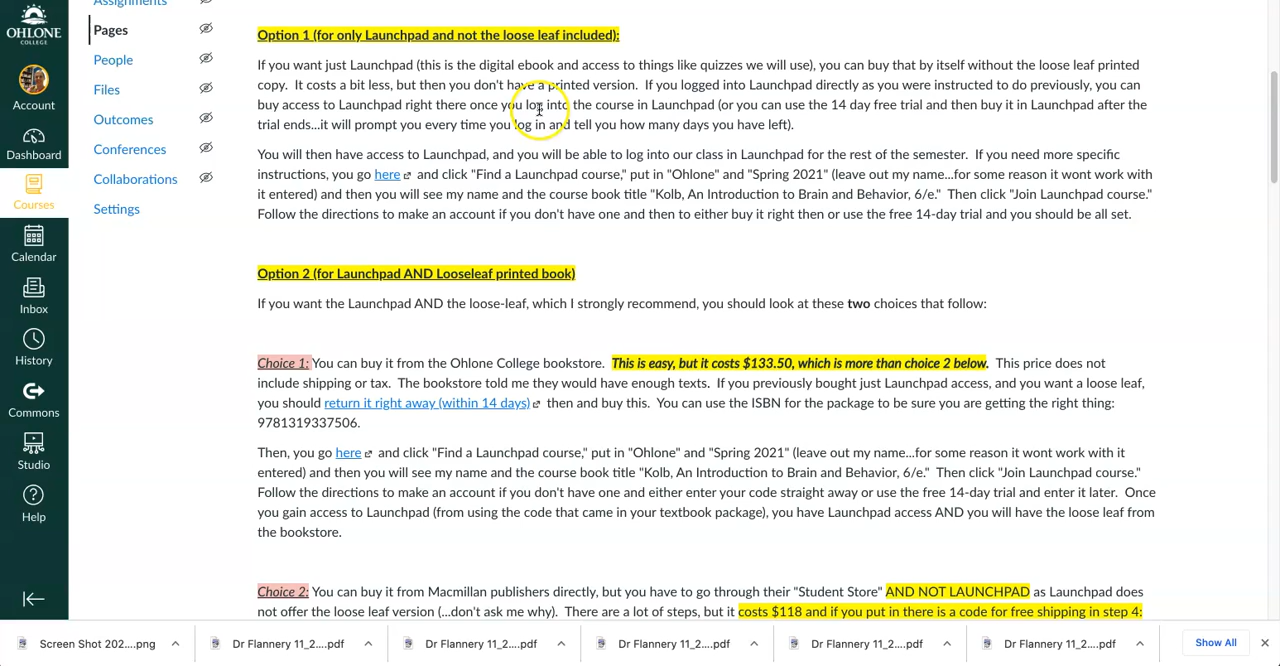 OHLONE
COLLEGE
Account
Dashboard
Courses
Calendar
Inbox
History
Commons
Studio
Help
Assignments
Pages
People
Files
Outcomes
Conferences
Collaborations
Settings
Option 1 (for only Launchpad and not the loose leaf included):
If you want just Launchpad (this is the digital ebook and access to things like quizzes we will use), you can buy that by itself without the loose leaf printed
copy. It costs a bit less, but then you don't have a printed version. If you logged into Launchpad directly as you were instructed to do previously, you can
buy access to Launchpad right there once you log into the course in Launchpad (or you can use the 14 day free trial and then buy it in Launchpad after the
trial ends...it will prompt you every time you log in and tell you how many days you have left).
You will then have access to Launchpad, and you will be able to log into our class in Launchpad for the rest of the semester. If you need more specific
instructions, you go here and click "Find a Launchpad course," put in "Ohlone" and "Spring 2021" (leave out my name...for some reason it wont work with
it entered) and then you will see my name and the course book title "Kolb, An Introduction to Brain and Behavior, 6/e." Then click "Join Launchpad course."
Follow the directions to make an account if you don't have one and then to either buy it right then or use the free 14-day trial and you should be all set.
Option 2 (for Launchpad AND Looseleaf printed book)
If you want the Launchpad AND the loose-leaf, which I strongly recommend, you should look at these two choices that follow:
Choice 1: You can buy it from the Ohlone College bookstore. This is easy, but it costs $133.50, which is more than choice 2 below. This price does not
include shipping or tax. The bookstore told me they would have enough texts. If you previously bought just Launchpad access, and you want a loose leaf,
you should return it right away (within 14 days) then and buy this. You can use the ISBN for the package to be sure you are getting the right thing:
9781319337506.
Then, you go here and click "Find a Launchpad course," put in "Ohlone" and "Spring 2021" (leave out my name...for some reason it wont work with it
entered) and then you will see my name and the course book title "Kolb, An Introduction to Brain and Behavior, 6/e." Then click "Join Launchpad course."
Follow the directions to make an account if you don't have one and either enter your code straight away or use the free 14-day trial and enter it later. Once
you gain access to Launchpad (from using the code that came in your textbook package), you have Launchpad access AND you will have the loose leaf from
the bookstore.
Choice 2: You can buy it from Macmillan publishers directly, but you have to go through their "Student Store" AND NOT LAUNCHPAD as Launchpad does
not offer the loose leaf version (...don't ask me why). There are a lot of steps, but it costs $118 and if you put in there is a code for free shipping in step 4:
Screen Shot 202....png
Dr Flannery 11_2....pdf
Dr Flannery 11_2....pdf
Dr Flannery 11_2....pdf
Dr Flannery 11_2....pdf
Dr Flannery 11_2....pdf
Show All